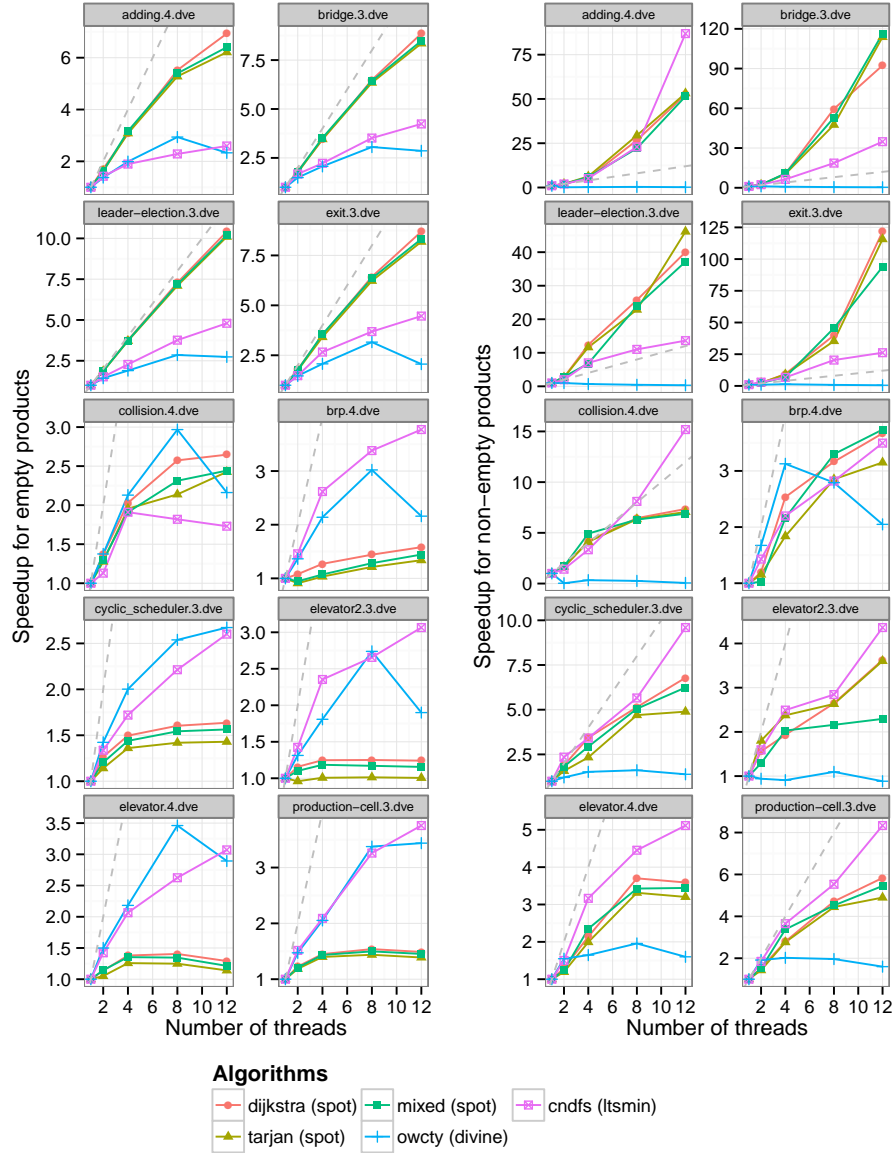 adding.4.dve
bridge.3.dve
2
4
6
2.5
5.0
7.5
leader-election.3.dve
exit.3.dve
2.5
5.0
7.5
10.0
2.5
5.0
7.5
collision.4.dve
brp.4.dve
1.0
1.5
2.0
2.5
3.0
1
2
3
cyclic_scheduler.3.dve
elevator2.3.dve
1.0
1.5
2.0
2.5
1.0
1.5
2.0
2.5
3.0
elevator.4.dve
production-cell.3.dve
1.0
1.5
2.0
2.5
3.0
3.5
1
2
3
2 4 6 8 10 12
2 4 6 8 10 12
Speedup for empty products
Number of threads
adding.4.dve
bridge.3.dve
0
25
50
75
0
30
60
90
120
leader-election.3.dve
exit.3.dve
0
10
20
30
40
0
25
50
75
100
125
collision.4.dve
brp.4.dve
0
5
10
15
1
2
3
cyclic_scheduler.3.dve
elevator2.3.dve
2.5
5.0
7.5
10.0
1
2
3
4
elevator.4.dve
production-cell.3.dve
1
2
3
4
5
2
4
6
8
2 4 6 8 10 12
2 4 6 8 10 12
Speedup for non−empty products
Number of threads
Algorithms
dijkstra (spot)
mixed (spot)
cndfs (ltsmin)
tarjan (spot)
owcty (divine)